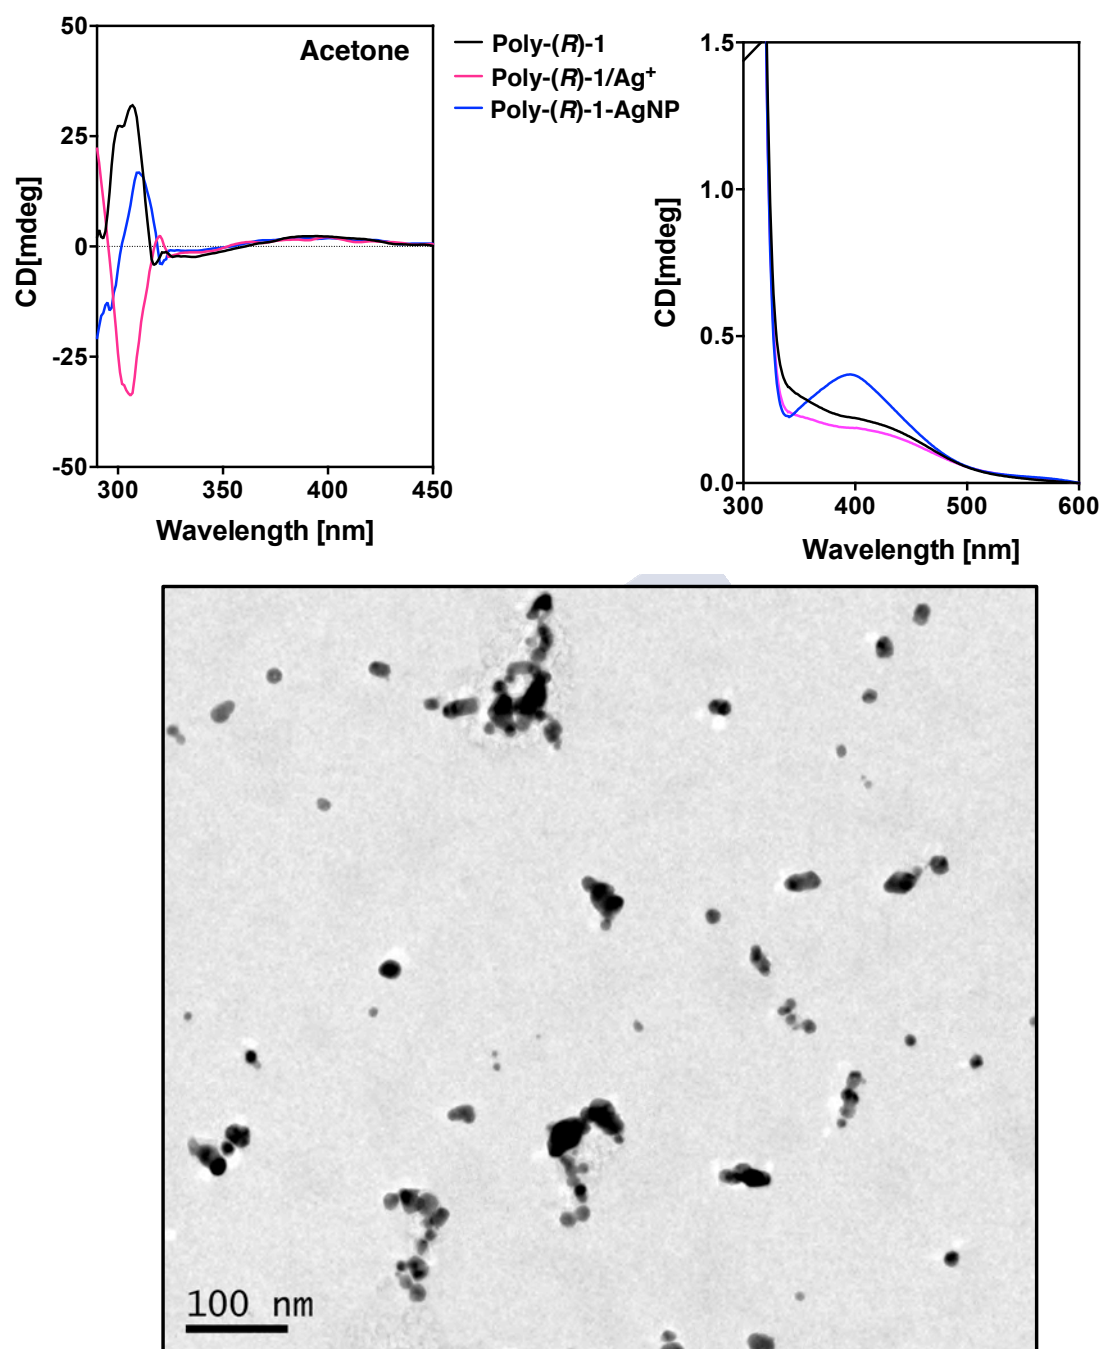 Acetone
50
25
0
-25
-50
CD[mdeg]
300
350
400
450
Wavelength [nm]
Poly-(R)-1
Poly-(R)-1/Ag⁺
Poly-(R)-1-AgNP
1.5
1.0
0.5
0.0
CD[mdeg]
300
400
500
600
Wavelength [nm]
100 nm